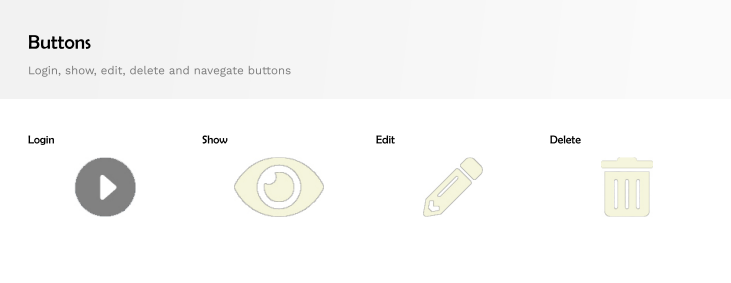 Buttons
Login, show, edit, delete and navegate buttons
Login
Show
Edit
Delete